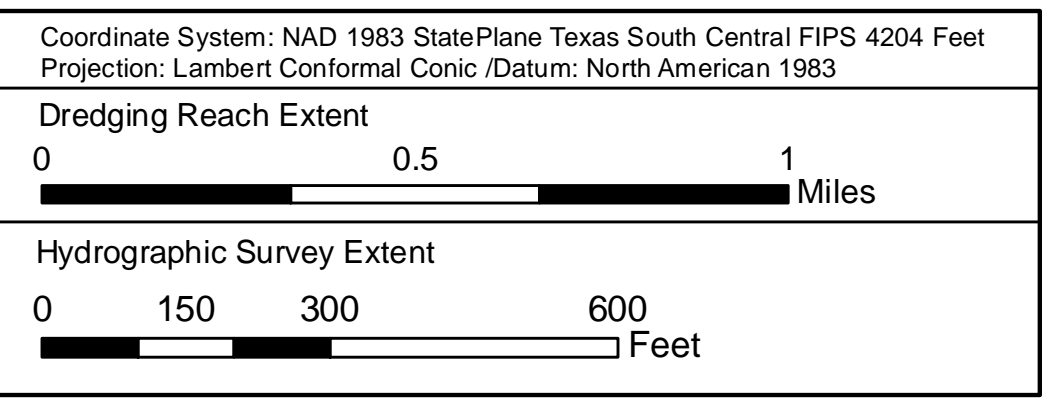 Coordinate System: NAD 1983 StatePlane Texas South Central FIPS 4204 Feet
Projection: Lambert Conformal Conic /Datum: North American 1983
Dredging Reach Extent
0 0.5 1
Miles
Hydrographic Survey Extent
0 150 300 600
Feet